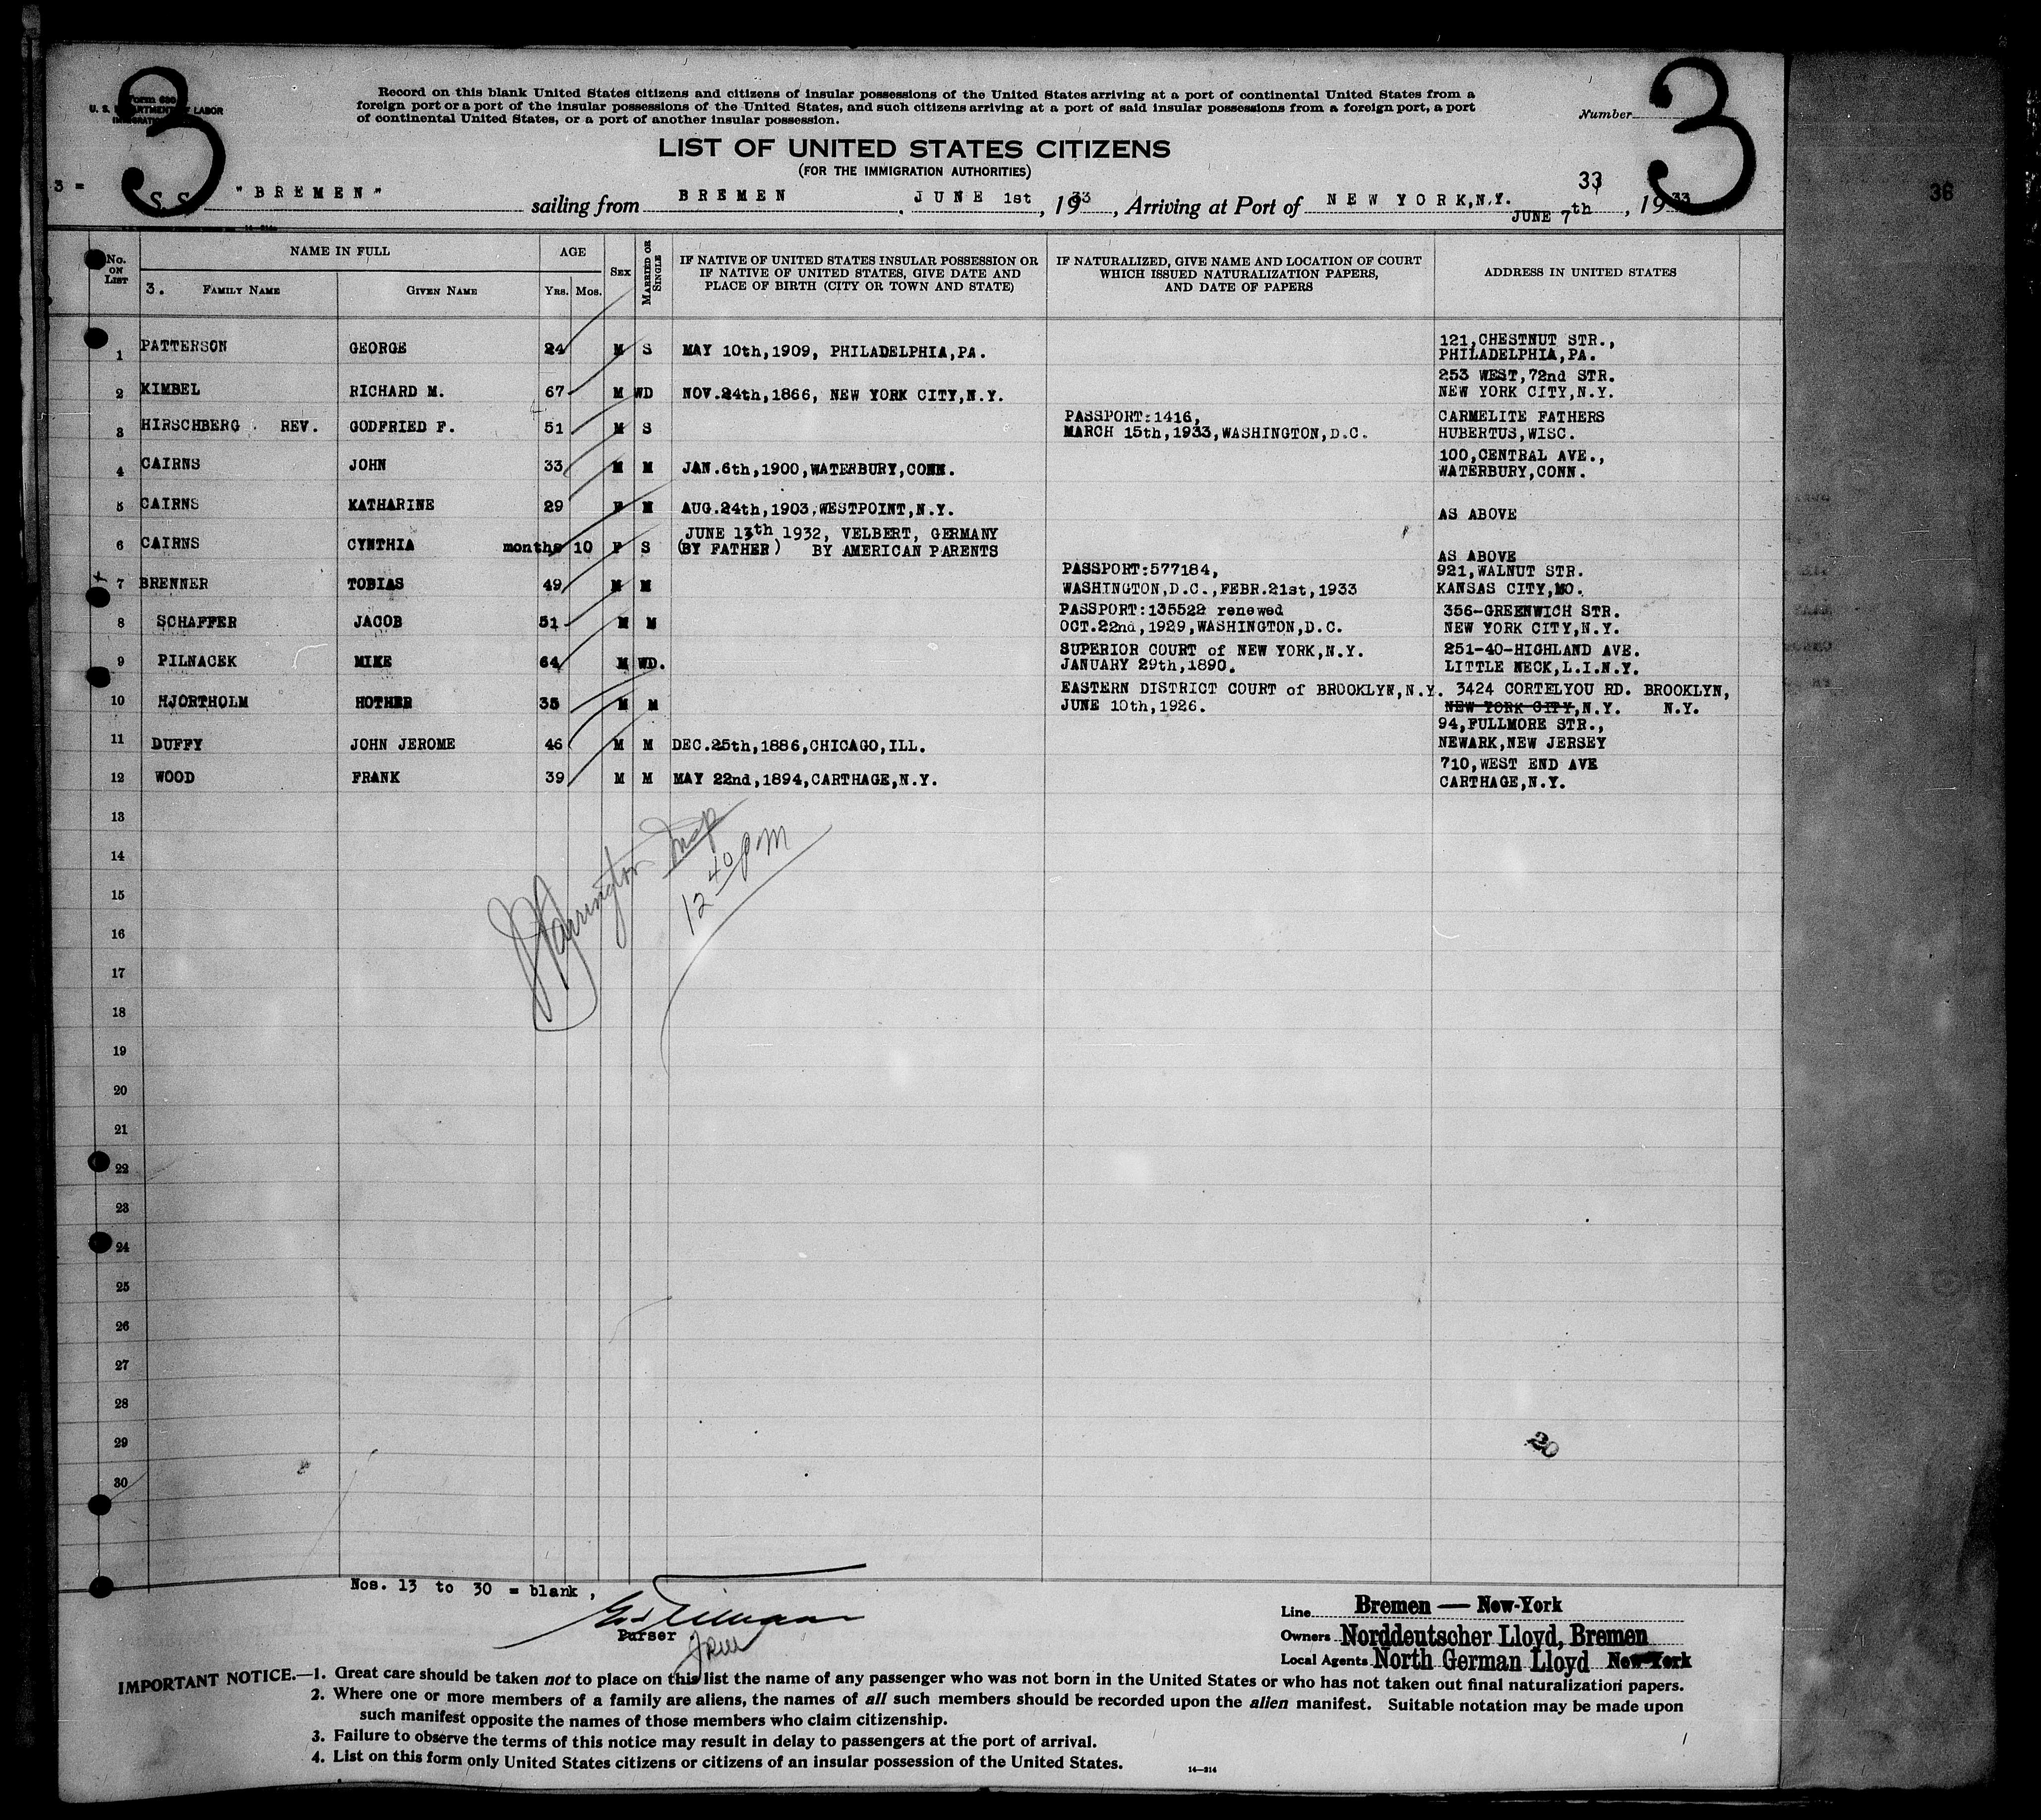 3
3
Form 630
U. S. DEPARTMENT OF LABOR
IMMIGRATION
Record on this blank United States citizens and citizens of insular possessions of the United States arriving at a port of continental United States from a
foreign port or a port of the insular possessions of the United States, and such citizens arriving at a port of said insular possessions from a foreign port, a port
of continental United States, or a port of another insular possession.
Number
LIST OF UNITED STATES CITIZENS
(FOR THE IMMIGRATION AUTHORITIES)
33
36
3 =
S. S. "BREMEN" sailing from BREMEN, JUNE 1st, 1933, Arriving at Port of NEW YORK,N.Y. JUNE 7th, 1933
14—214
No. ON LIST NAME IN FULL AGE SEX MARRIED OR SINGLE IF NATIVE OF UNITED STATES INSULAR POSSESSION OR IF NATIVE OF UNITED STATES, GIVE DATE AND PLACE OF BIRTH (CITY OR TOWN AND STATE) IF NATURALIZED, GIVE NAME AND LOCATION OF COURT WHICH ISSUED NATURALIZATION PAPERS, AND DATE OF PAPERS ADDRESS IN UNITED STATES
3. FAMILY NAME GIVEN NAME YRS. MOS.
1 PATTERSON GEORGE 24 M S MAY 10th,1909, PHILADELPHIA,PA. 121,CHESTNUT STR.,
PHILADELPHIA,PA.
2 KIMBEL RICHARD M. 67 M WD NOV.24th,1866, NEW YORK CITY,N.Y. 253 WEST,72nd STR.
NEW YORK CITY,N.Y.
3 HIRSCHBERG . REV. GODFRIED F. 51 M S PASSPORT:1416, CARMELITE FATHERS
MARCH 15th,1933,WASHINGTON,D.C. HUBERTUS,WISC.
4 CAIRNS JOHN 33 M M JAN.6th,1900,WATERBURY,CONN. 100,CENTRAL AVE.,
WATERBURY,CONN.
5 CAIRNS KATHARINE 29 F M AUG.24th,1903,WESTPOINT,N.Y. AS ABOVE
6 CAIRNS CYNTHIA months 10 F S JUNE 13th 1932, VELBERT, GERMANY
(BY FATHER) BY AMERICAN PARENTS AS ABOVE
7 BRENNER TOBIAS 49 M M PASSPORT:577184, 921,WALNUT STR.
WASHINGTON,D.C.,FEBR.21st,1933 KANSAS CITY,MO.
8 SCHAFFER JACOB 51 M M PASSPORT:135522 renewed 356-GREENWICH STR.
OCT.22nd,1929,WASHINGTON,D.C. NEW YORK CITY,N.Y.
9 PILNACEK MIKE 64 M WD. SUPERIOR COURT of NEW YORK,N.Y. 251-40-HIGHLAND AVE.
JANUARY 29th,1890. LITTLE NECK,L.I.N.Y.
10 HJORTHOLM HOTHER 35 M M EASTERN DISTRICT COURT of BROOKLYN,N.Y. 3424 CORTELYOU RD. BROOKLYN,
JUNE 10th,1926. NEW YORK CITY,N.Y. N.Y.
11 DUFFY JOHN JEROME 46 M M DEC.25th,1886,CHICAGO,ILL. 94,FULLMORE STR.,
NEWARK,NEW JERSEY
12 WOOD FRANK 39 M M MAY 22nd,1894,CARTHAGE,N.Y. 710,WEST END AVE
CARTHAGE,N.Y.
13
14
12 40 PM
15
16
17
18
19
20
21
22
23
24
25
26
27
28
29
20
30
Nos. 13 to 30 = blank ,
Purser
Line Bremen — New-York
Owners Norddeutscher Lloyd, Bremen
Local Agents North German Lloyd New-York
IMPORTANT NOTICE.—1. Great care should be taken not to place on this list the name of any passenger who was not born in the United States or who has not taken out final naturalization papers.
2. Where one or more members of a family are aliens, the names of all such members should be recorded upon the alien manifest. Suitable notation may be made upon
such manifest opposite the names of those members who claim citizenship.
3. Failure to observe the terms of this notice may result in delay to passengers at the port of arrival.
4. List on this form only United States citizens or citizens of an insular possession of the United States.
14—214